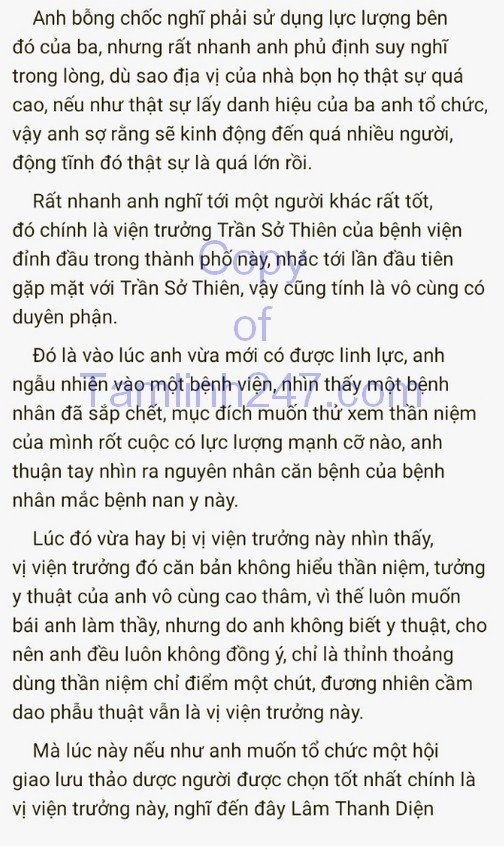 Anh bỗng chốc nghĩ phải sử dụng lực lượng bên
đó của ba, nhưng rất nhanh anh phủ định suy nghĩ
trong lòng, dù sao địa vị của nhà bọn họ thật sự quá
cao, nếu như thật sự lấy danh hiệu của ba anh tổ chức,
vậy anh sợ rằng sẽ kinh động đến quá nhiều người,
động tĩnh đó thật sự là quá lớn rồi.
Rất nhanh anh nghĩ tới một người khác rất tốt,
đó chính là viện trưởng Trần Sở Thiên của bệnh viện
đỉnh đầu trong thành phố này, nhắc tới lần đầu tiên
gặp mặt với Trần Sở Thiên, vậy cũng tính là vô cùng có
duyên phận.
Đó là vào lúc anh vừa mới có được linh lực, anh
ngẫu nhiên vào một bệnh viện, nhìn thấy một bệnh
nhân đã sắp chết, mục đích muốn thử xem thần niệm
của mình rốt cuộc có lực lượng mạnh cỡ nào, anh
thuận tay nhìn ra nguyên nhân căn bệnh của bệnh
nhân mắc bệnh nan y này.
Lúc đó vừa hay bị vị viện trưởng này nhìn thấy,
vị viện trưởng đó căn bản không hiểu thần niệm, tưởng
y thuật của anh vô cùng cao thâm, vì thế luôn muốn
bái anh làm thầy, nhưng do anh không biết y thuật, cho
nên anh đều luôn không đồng ý, chỉ là thỉnh thoảng
dùng thần niệm chỉ điểm một chút, đương nhiên cầm
dao phẫu thuật vẫn là vị viện trưởng này.
Mà lúc này nếu như anh muốn tổ chức một hội
giao lưu thảo dược người được chọn tốt nhất chính là
vị viện trưởng này, nghĩ đến đây Lâm Thanh Diện
Copy
of
Tamlinh247.com